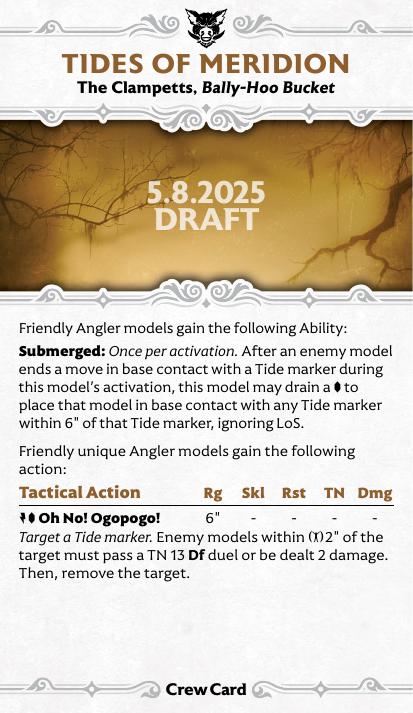 TIDES OF MERIDION
The Clampetts, Bally-Hoo Bucket
5.8.2025
DRAFT
Friendly Angler models gain the following Ability:
Submerged: Once per activation. After an enemy model
ends a move in base contact with a Tide marker during
this model's activation, this model may drain a to
place that model in base contact with any Tide marker
within 6" of that Tide marker, ignoring LoS.
Friendly unique Angler models gain the following
action:
Tactical Action Rg Skl Rst TN Dmg
Oh No! Ogopogo! 6" - - - -
Target a Tide marker. Enemy models within 2" of the
target must pass a TN 13 Df duel or be dealt 2 damage.
Then, remove the target.
Crew Card